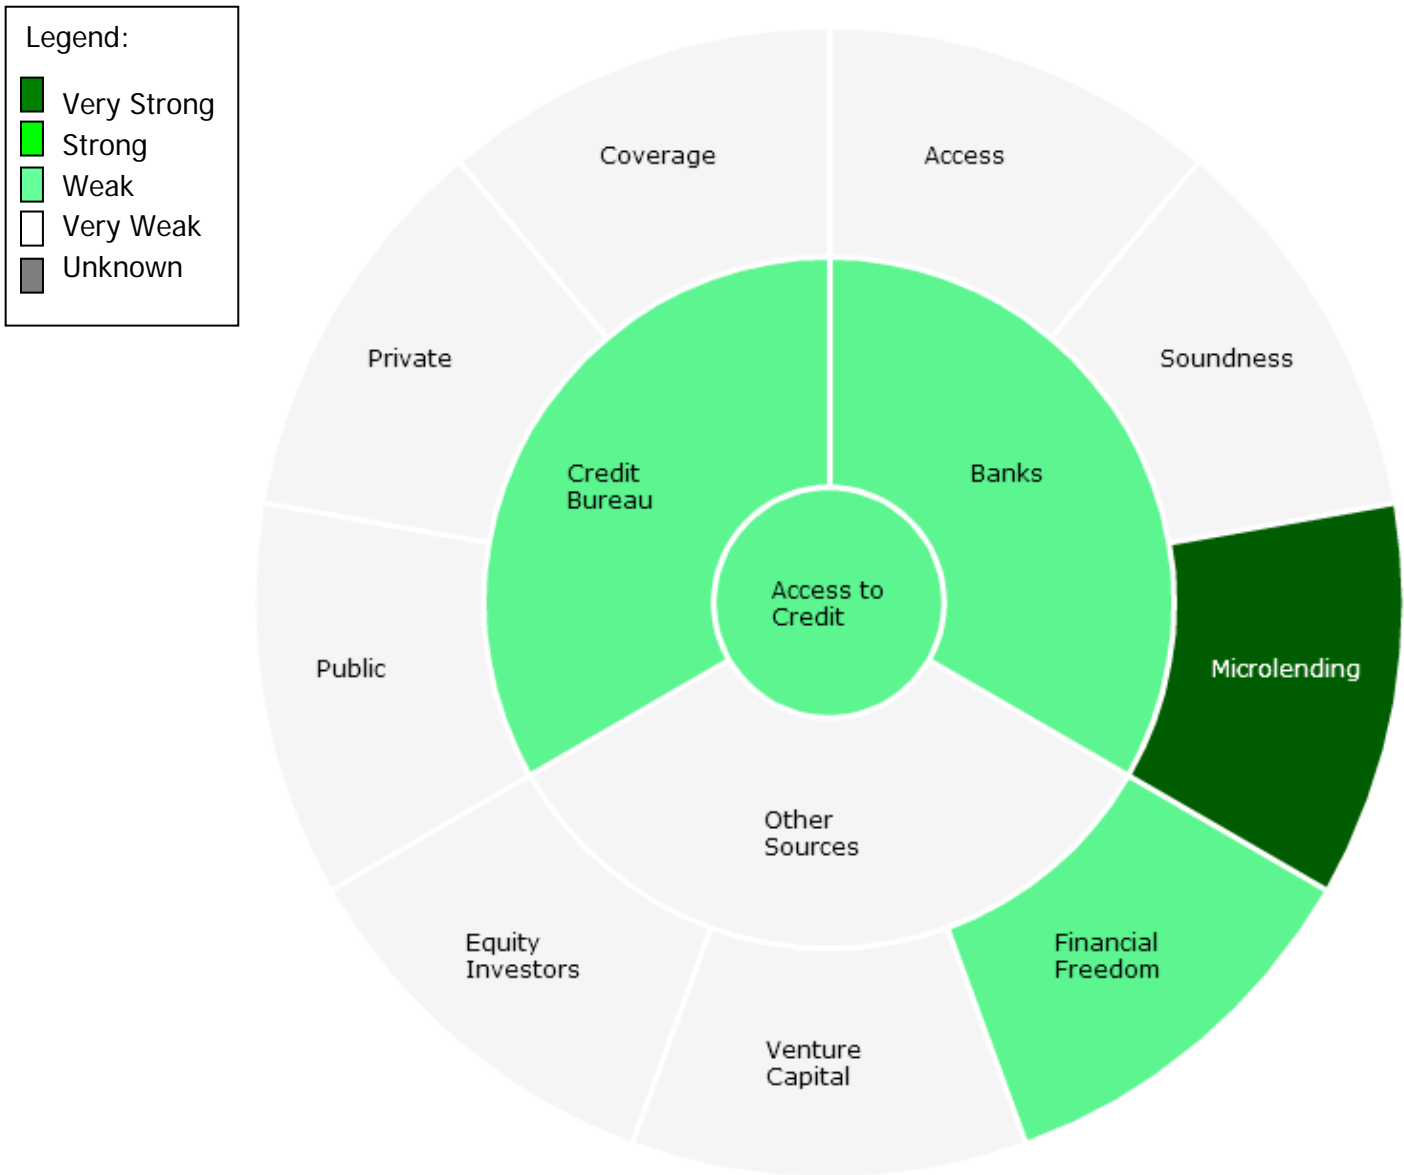 Legend:
Very Strong
Strong
Weak
Very Weak
Unknown
Coverage
Access
Private
Soundness
Credit
Bureau
Banks
Access to
Credit
Public
Microlending
Other
Sources
Equity
Investors
Financial
Freedom
Venture
Capital